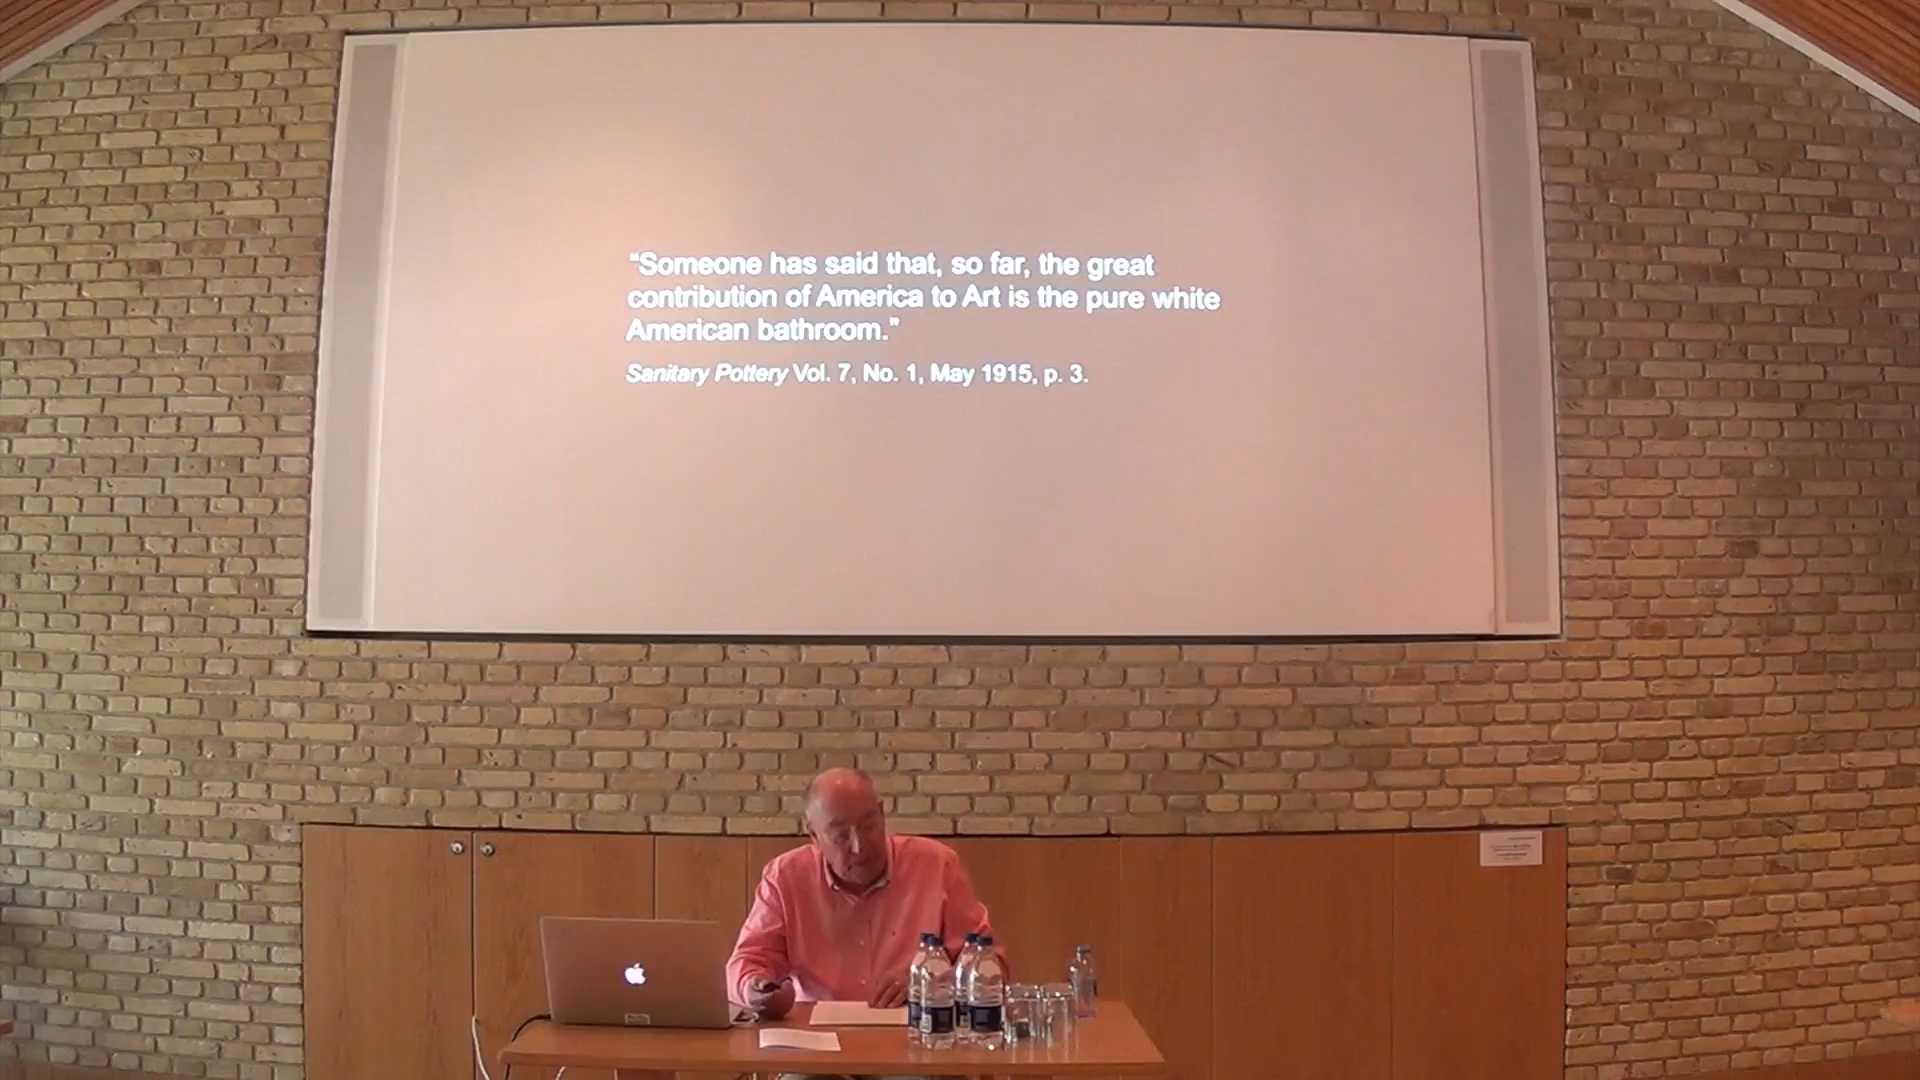 “Someone has said that, so far, the great
contribution of America to Art is the pure white
American bathroom.”
Sanitary Pottery Vol. 7, No. 1, May 1915, p. 3.